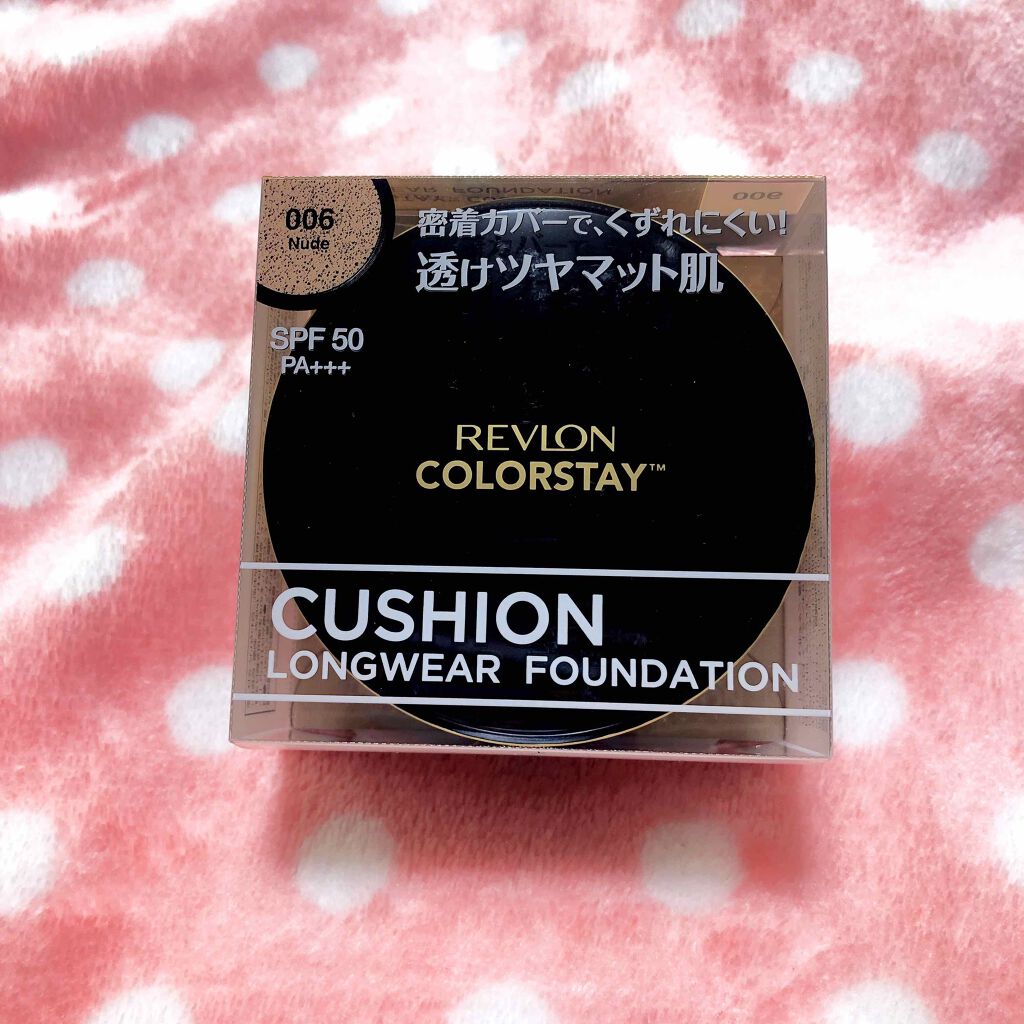 006
Nude
密着カバーで、くずれにくい!
透けツヤマット肌
SPF 50
PA+++
REVLON
COLORSTAY™
CUSHION
LONGWEAR FOUNDATION